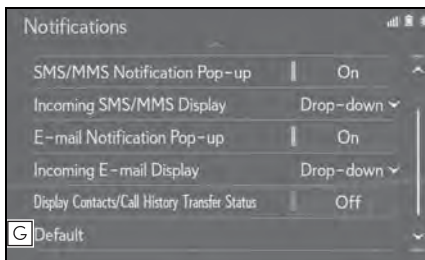 Notifications
SMS/MMS Notification Pop-up On
Incoming SMS/MMS Display Drop-down
E-mail Notification Pop-up On
Incoming E-mail Display Drop-down
Display Contacts/Call History Transfer Status Off
G Default